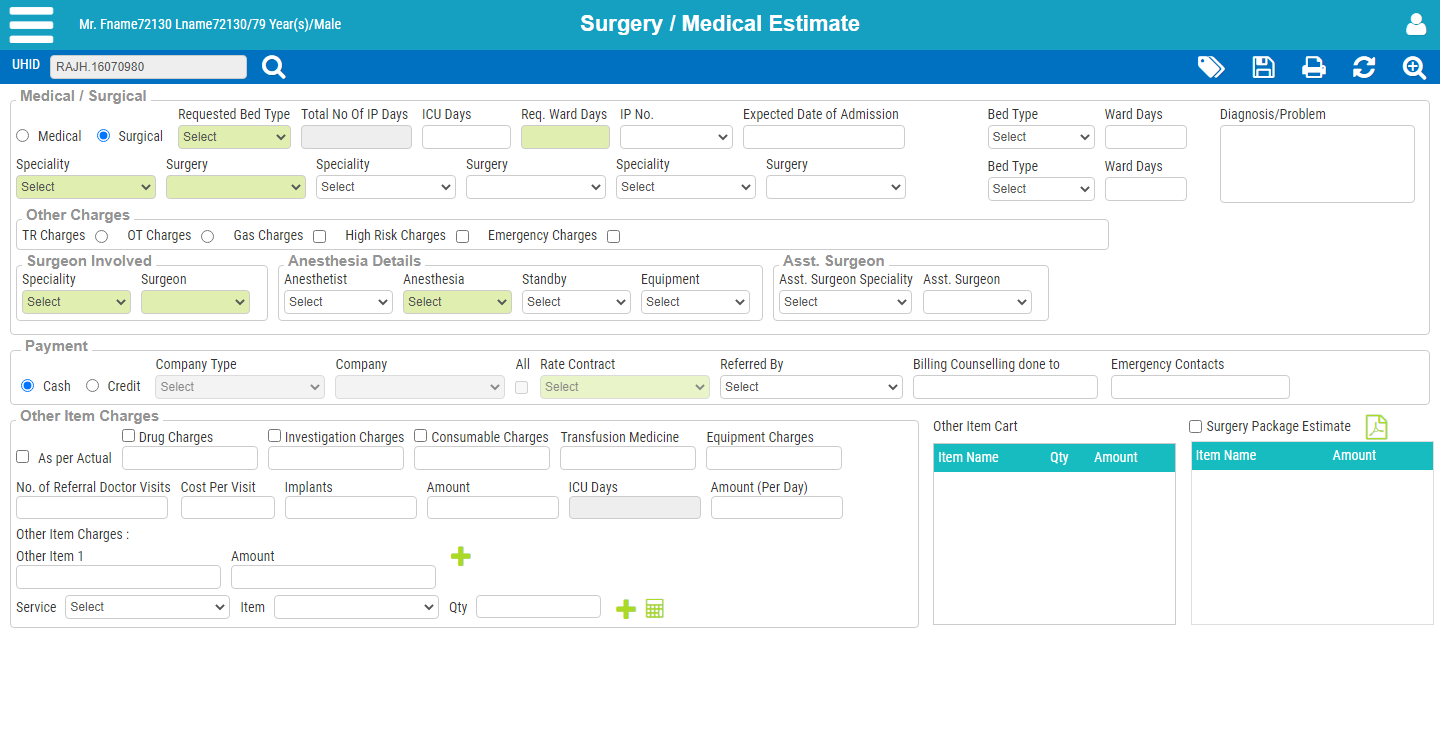 Mr. Fname72130 Lname72130/79 Year(s)/Male
Surgery / Medical Estimate
UHID RAJH.16070980
Medical / Surgical
Medical Surgical
Requested Bed Type Total No Of IP Days ICU Days Req. Ward Days IP No. Expected Date of Admission Bed Type Ward Days Diagnosis/Problem
Select Select
Speciality Surgery Speciality Surgery Speciality Surgery Bed Type Ward Days
Select Select Select Select
Other Charges
TR Charges OT Charges Gas Charges High Risk Charges Emergency Charges
Surgeon Involved Anesthesia Details Asst. Surgeon
Speciality Surgeon Anesthetist Anesthesia Standby Equipment Asst. Surgeon Speciality Asst. Surgeon
Select Select Select Select Select Select
Payment
Company Type Company All Rate Contract Referred By Billing Counselling done to Emergency Contacts
Cash Credit Select Select Select
Other Item Charges
Drug Charges Investigation Charges Consumable Charges Transfusion Medicine Equipment Charges
As per Actual
No. of Referral Doctor Visits Cost Per Visit Implants Amount ICU Days Amount (Per Day)
Other Item Charges :
Other Item 1 Amount
Service Select Item Qty
Other Item Cart
Item Name Qty Amount
Surgery Package Estimate
Item Name Amount